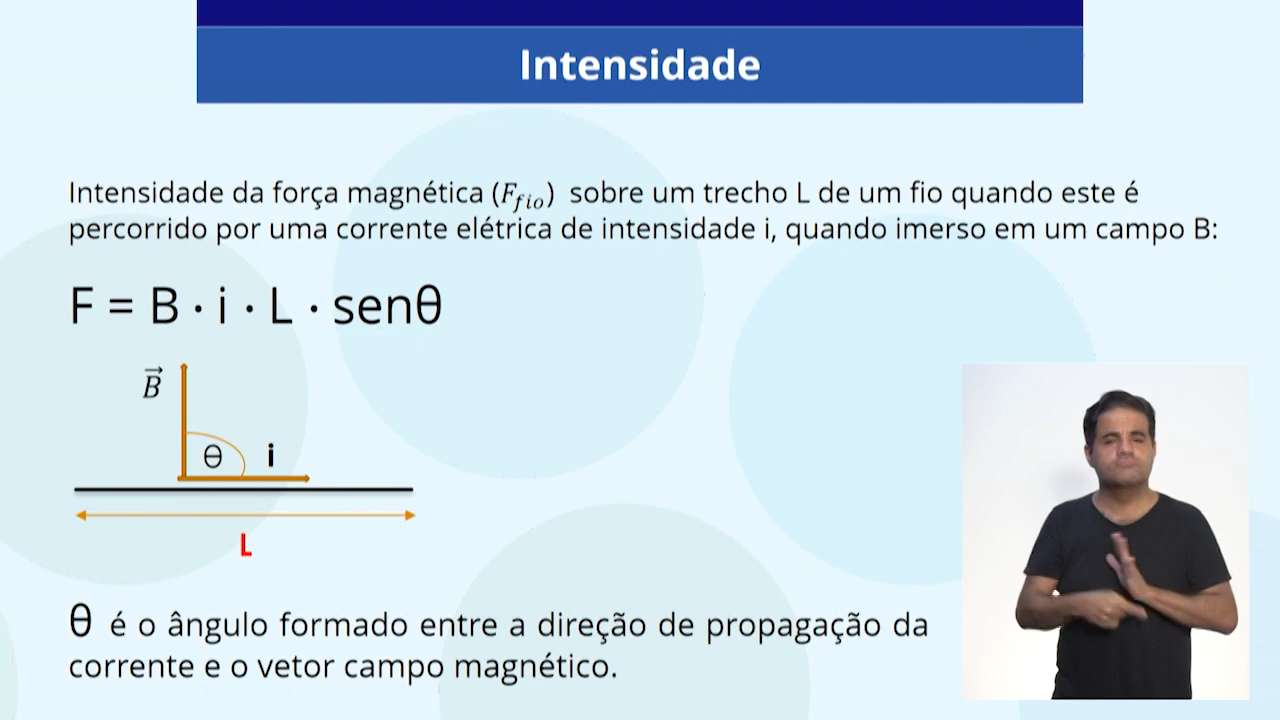 Intensidade
Intensidade da força magnética (F_fio) sobre um trecho L de um fio quando este é
percorrido por uma corrente elétrica de intensidade i, quando imerso em um campo B:
F = B · i · L · senθ
B⃗
θ i
L
θ é o ângulo formado entre a direção de propagação da
corrente e o vetor campo magnético.